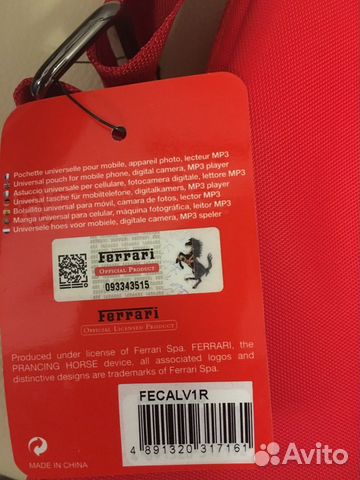 Pochette universelle pour mobile, appareil photo, lecteur MP3
Universal pouch for mobile phone, digital camera, MP3 player
Astuccio universale per cellulare, fotocamera digitale, lettore MP3
Universal tasche für mobiltelefone, digitalkamera, MP3 player
Bolsillito universal para móvil, camara de fotos, lector MP3
Manga universal para celular, máquina fotográfica, leitor MP3
Universele hoes voor mobiele, digitale camera, MP3 speler
Ferrari
OFFICIAL PRODUCT
093343515
Ferrari
OFFICIAL LICENSED PRODUCT
Produced under license of Ferrari Spa. FERRARI, the
PRANCING HORSE device, all associated logos and
distinctive designs are trademarks of Ferrari Spa.
FECALV1R
4 891320 317161
CE
MADE IN CHINA
Avito